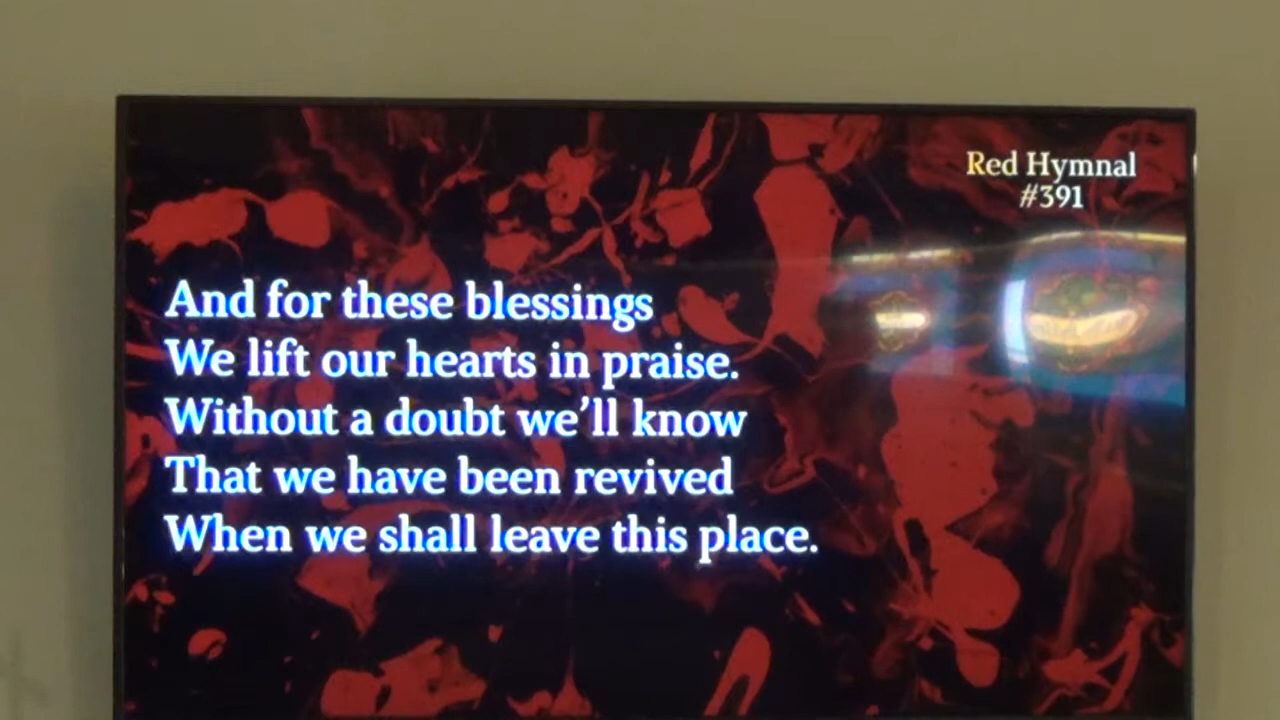 Red Hymnal
#391
And for these blessings
We lift our hearts in praise.
Without a doubt we’ll know
That we have been revived
When we shall leave this place.